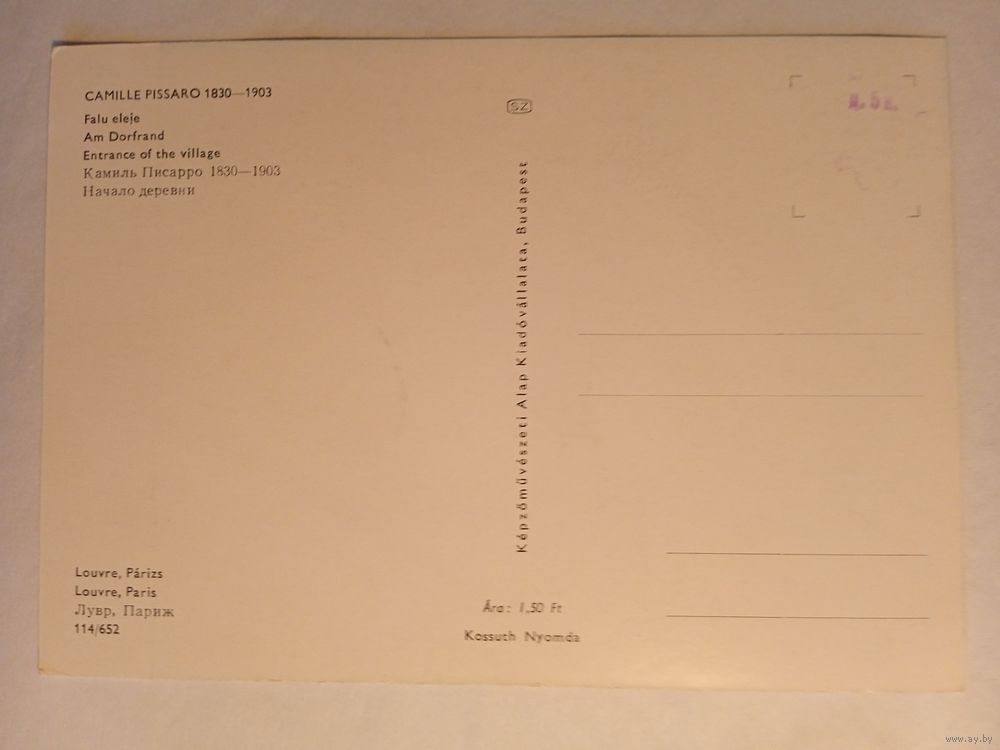 CAMILLE PISSARO 1830—1903
Falu eleje
Am Dorfrand
Entrance of the village
Камиль Писарро 1830—1903
Начало деревни
SZ
Képzőművészeti Alap Kiadóvállalata, Budapest
Louvre, Párizs
Louvre, Paris
Лувр, Париж
114/652
Ára: 1,50 Ft
Kossuth Nyomda
www.ay.by